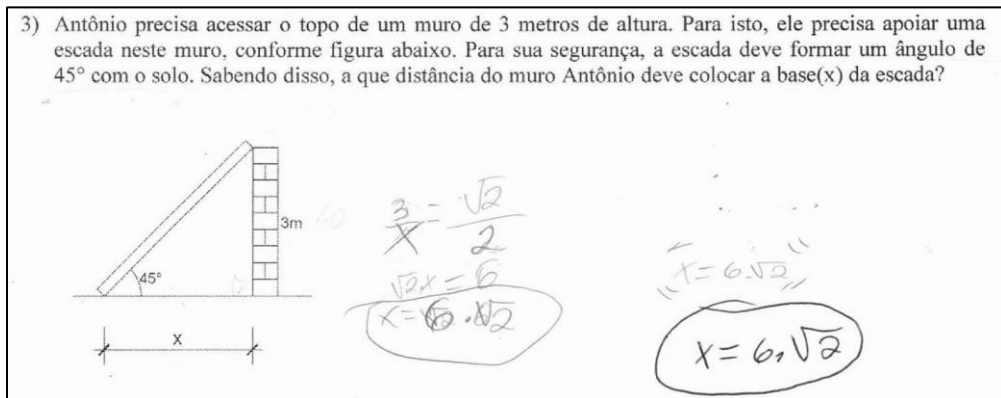 3) Antônio precisa acessar o topo de um muro de 3 metros de altura. Para isto, ele precisa apoiar uma
escada neste muro, conforme figura abaixo. Para sua segurança, a escada deve formar um ângulo de
45° com o solo. Sabendo disso, a que distância do muro Antônio deve colocar a base(x) da escada?
3m
45°
x
3/x = √2/2
√2x = 6
x = 6 · √2
x = 6.√2
x = 6,√2